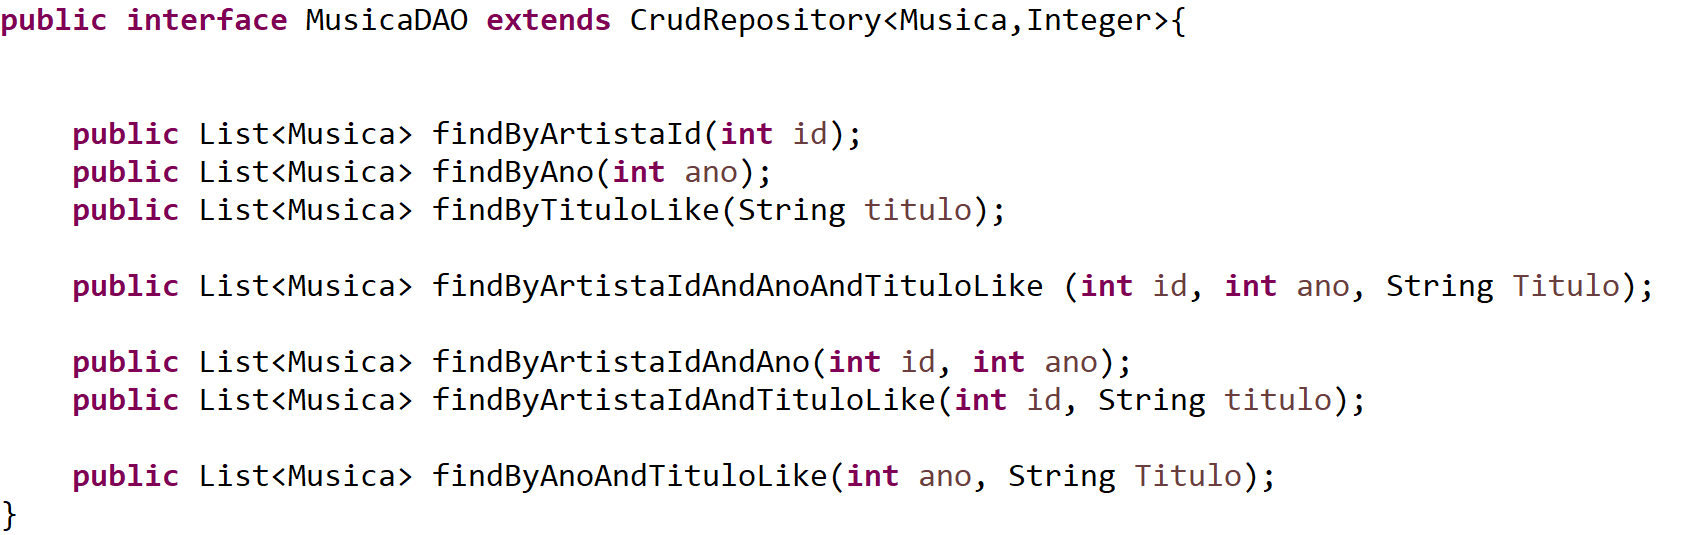 public interface MusicaDAO extends CrudRepository<Musica,Integer>{
public List<Musica> findByArtistaId(int id);
public List<Musica> findByAno(int ano);
public List<Musica> findByTituloLike(String titulo);
public List<Musica> findByArtistaIdAndAnoAndTituloLike (int id, int ano, String Titulo);
public List<Musica> findByArtistaIdAndAno(int id, int ano);
public List<Musica> findByArtistaIdAndTituloLike(int id, String titulo);
public List<Musica> findByAnoAndTituloLike(int ano, String Titulo);
}